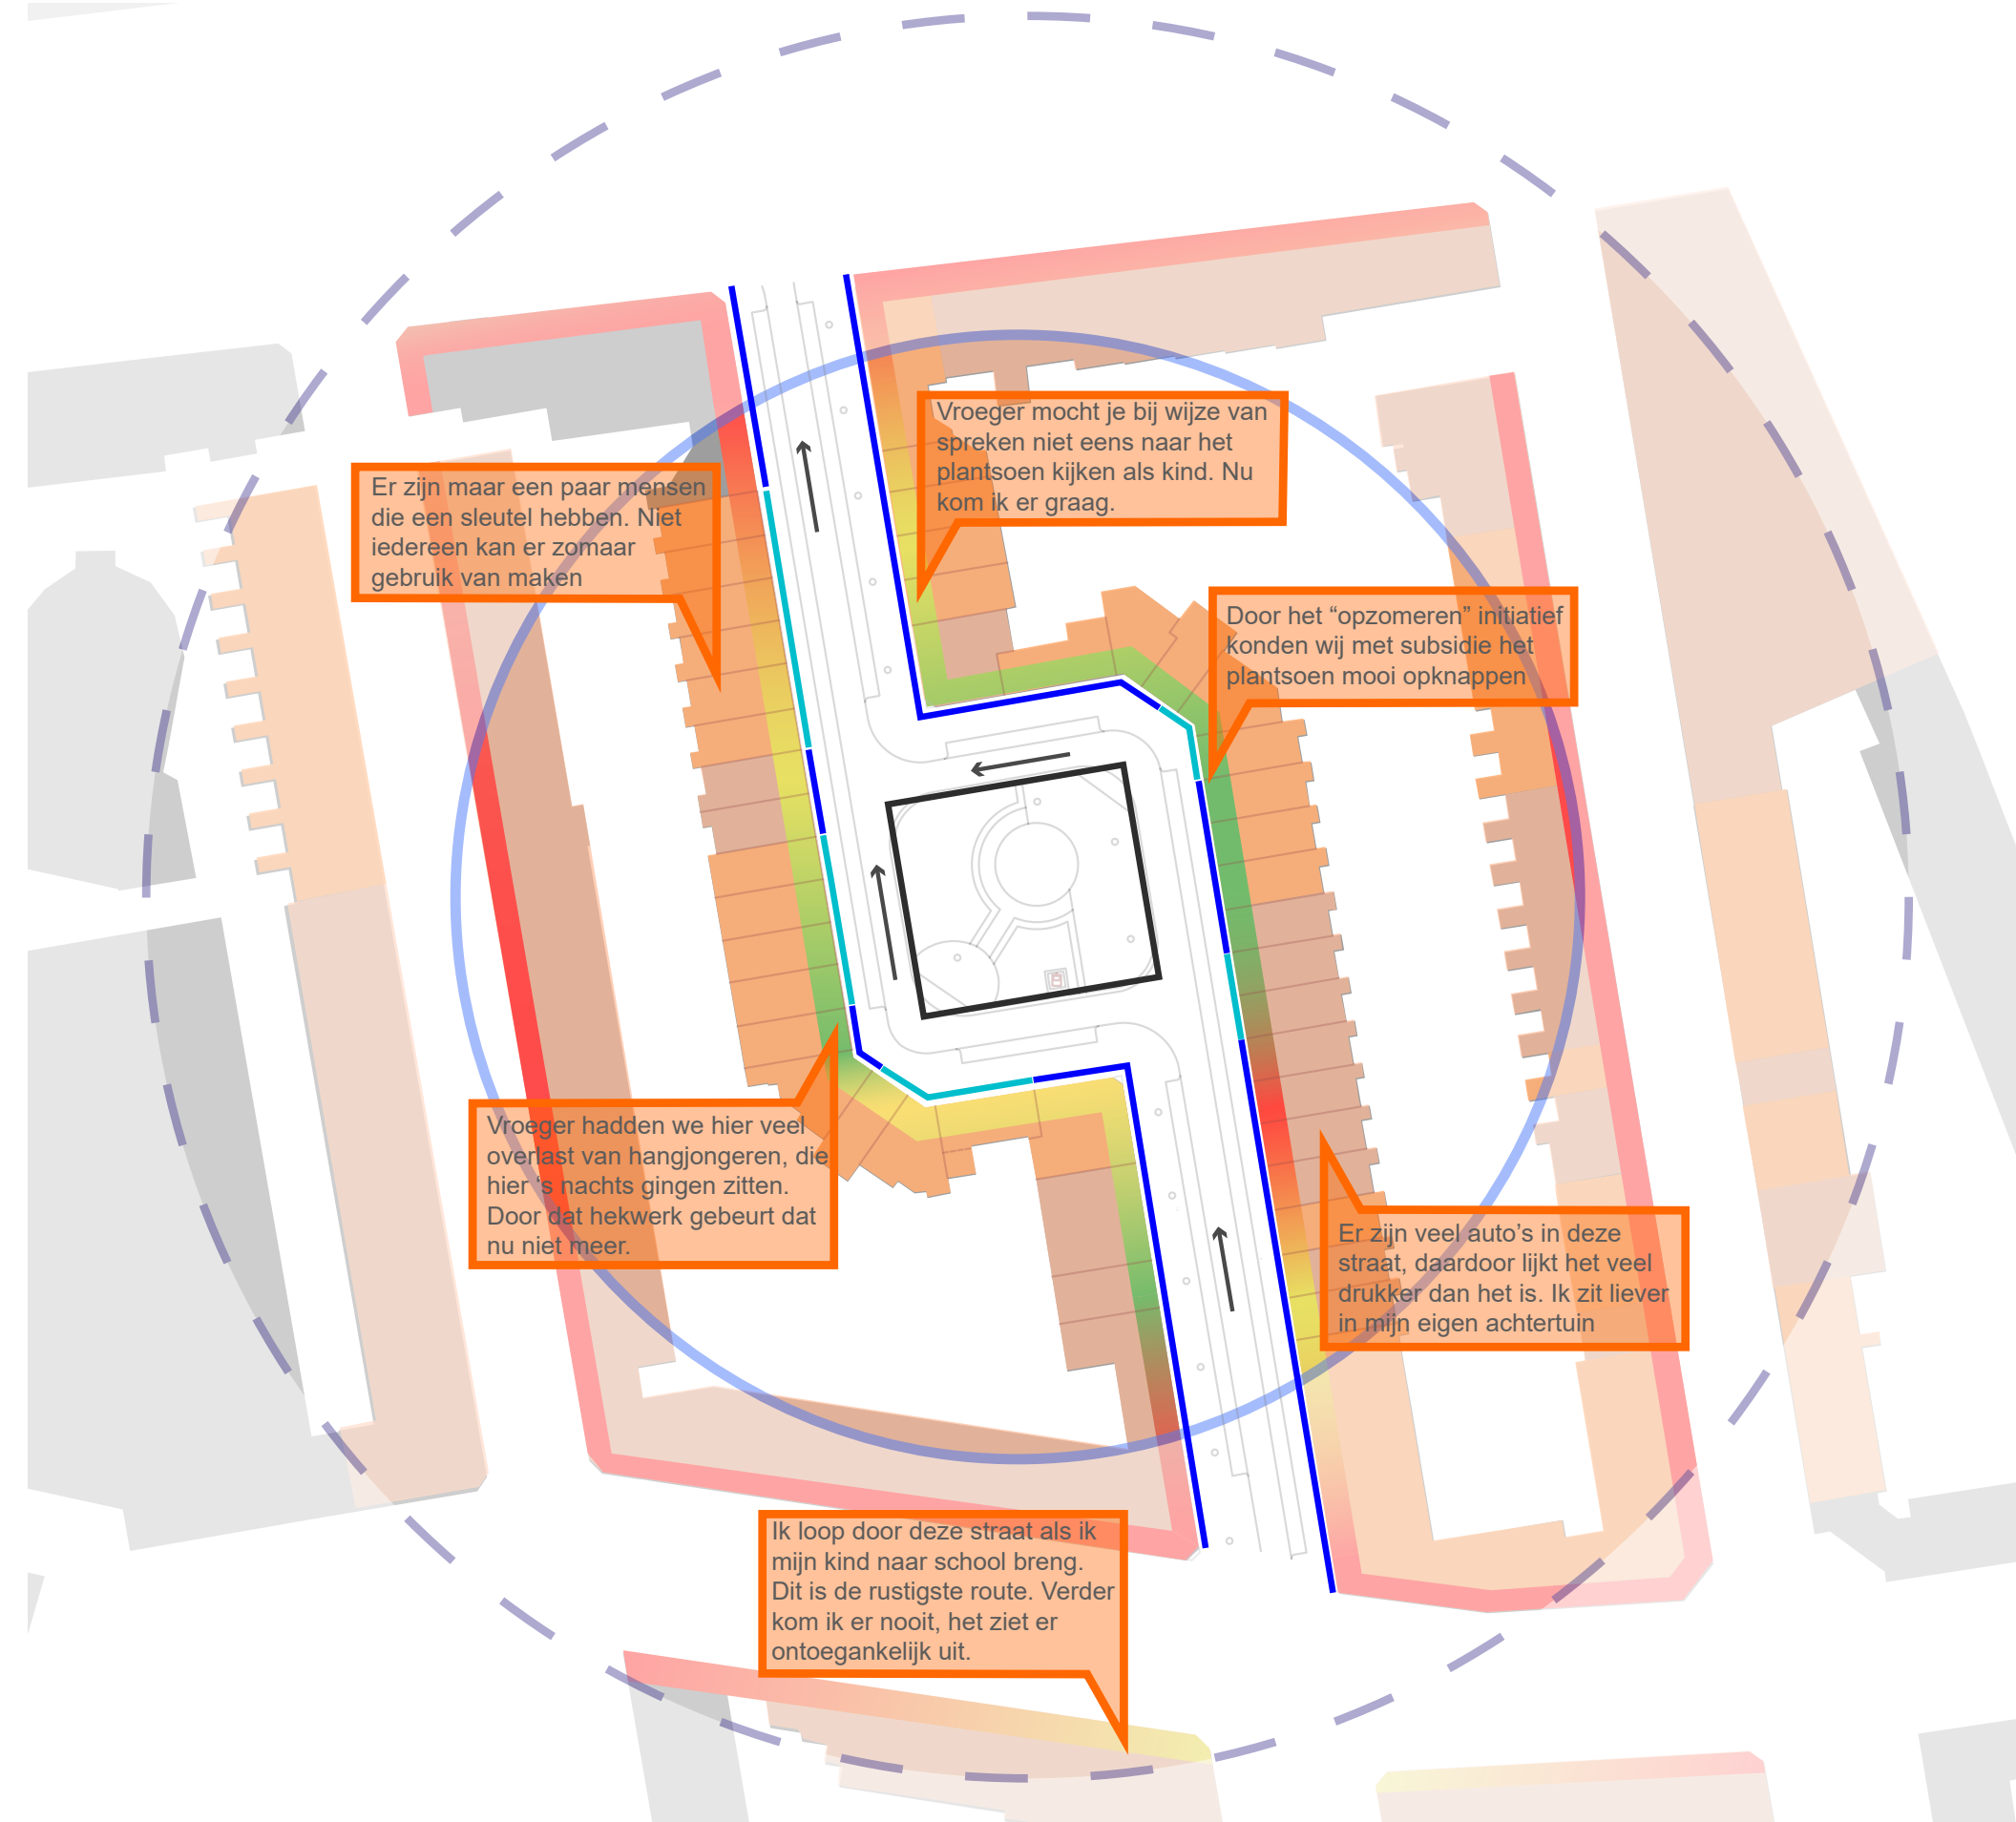 Vroeger mocht je bij wijze van
spreken niet eens naar het
plantsoen kijken als kind. Nu
kom ik er graag.
Er zijn maar een paar mensen
die een sleutel hebben. Niet
iedereen kan er zomaar
gebruik van maken
Door het “opzomeren” initiatief
konden wij met subsidie het
plantsoen mooi opknappen
Vroeger hadden we hier veel
overlast van hangjongeren, die
hier ‘s nachts gingen zitten.
Door dat hekwerk gebeurt dat
nu niet meer.
Er zijn veel auto’s in deze
straat, daardoor lijkt het veel
drukker dan het is. Ik zit liever
in mijn eigen achtertuin
Ik loop door deze straat als ik
mijn kind naar school breng.
Dit is de rustigste route. Verder
kom ik er nooit, het ziet er
ontoegankelijk uit.